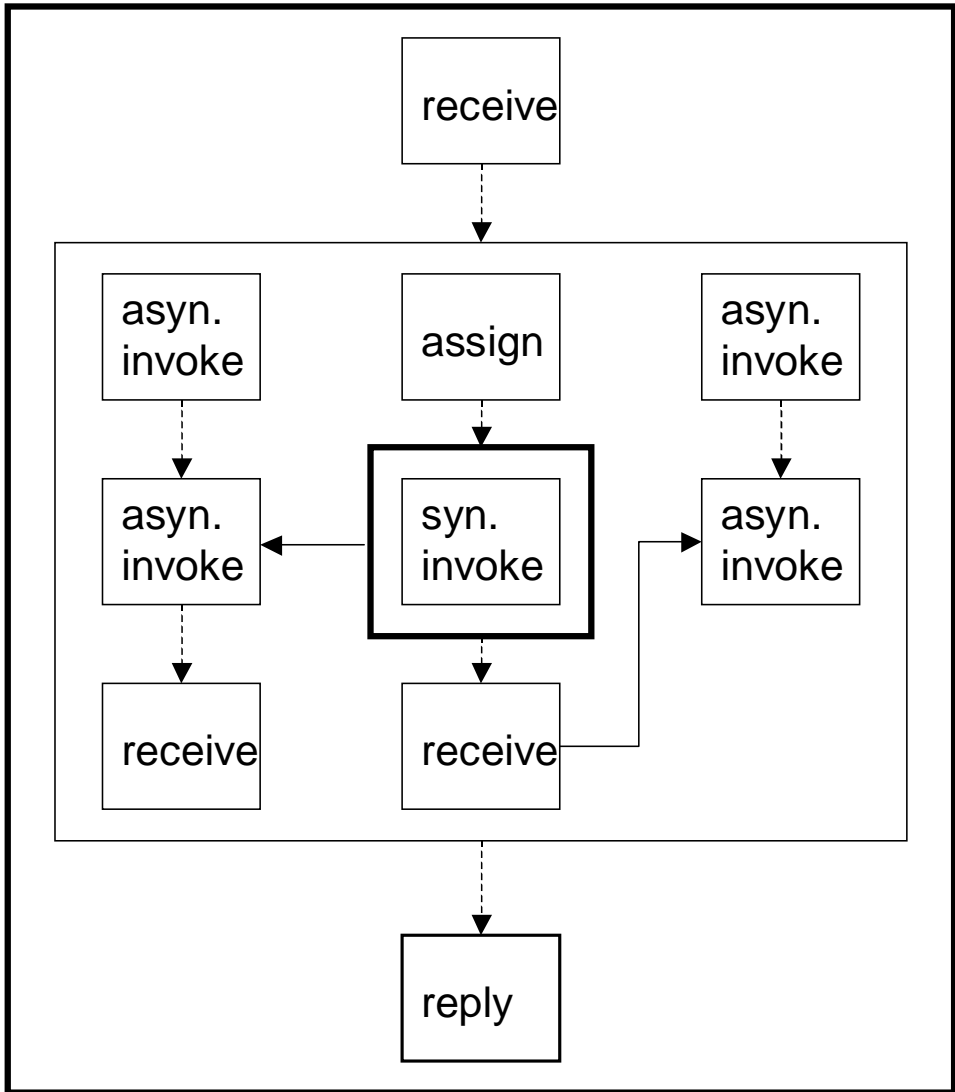 receive
asyn.
invoke
assign
asyn.
invoke
asyn.
invoke
syn.
invoke
asyn.
invoke
receive
receive
reply